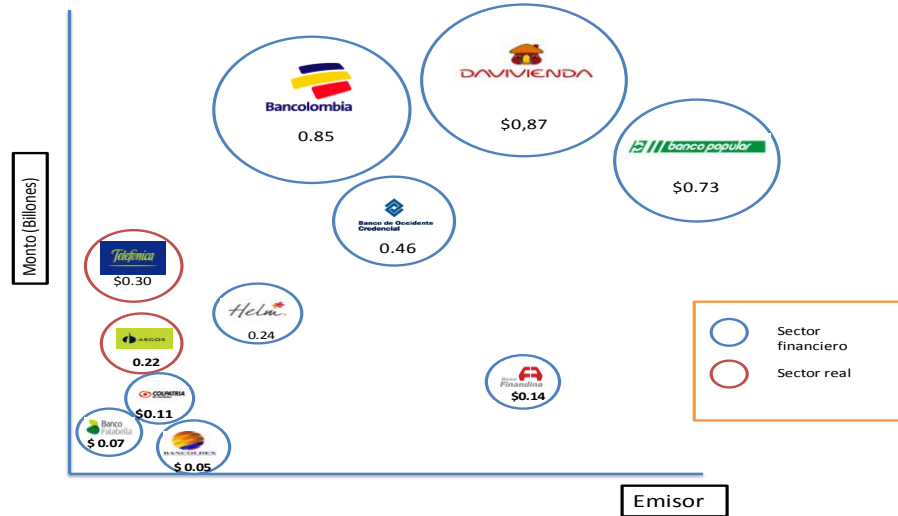 Monto (Billones)
Bancolombia
0.85
DAVIVIENDA
$0,87
banco popular
$0.73
Banco de Occidente
Credencial
0.46
Telefónica
$0.30
Helm
0.24
ARGOS
0.22
COLPATRIA
$0.11
Banco
Finandina
$0.14
Banco
Falabella
$ 0.07
BANCOLDEX
$ 0.05
Sector
financiero
Sector real
Emisor